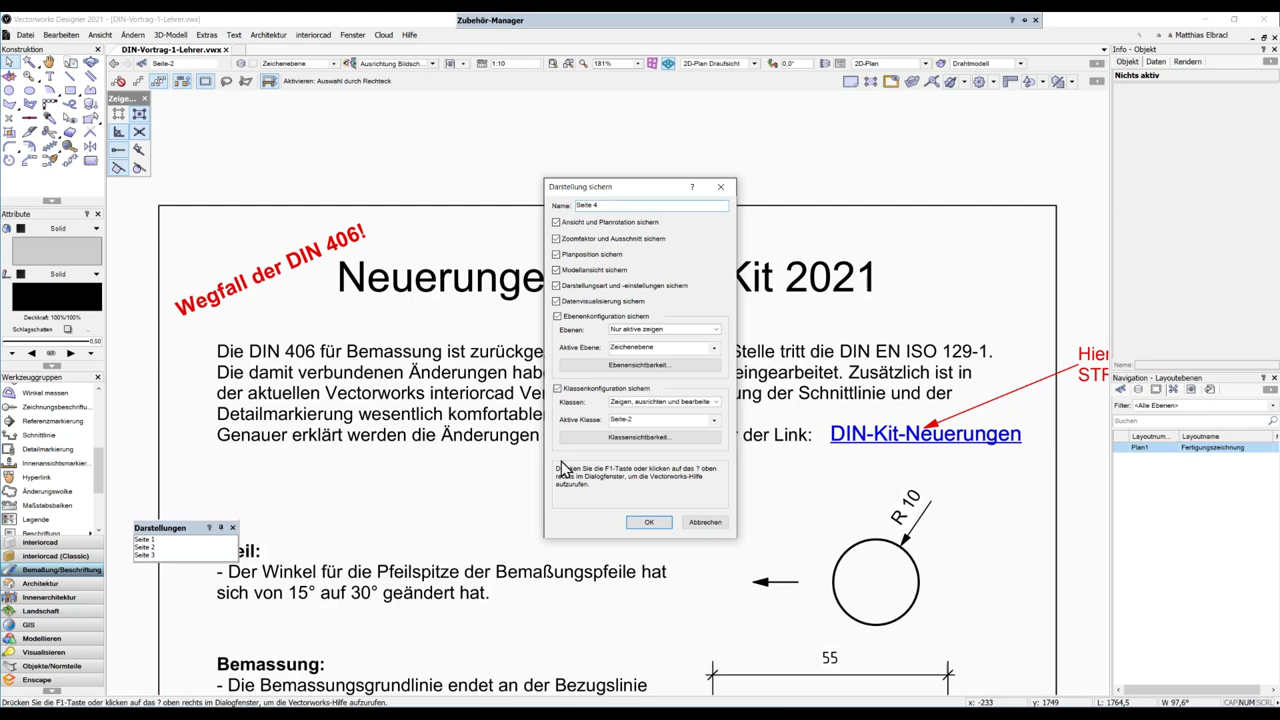 Vectorworks Designer 2021 - [DIN-Vortrag-1-Lehrer.vwx]
Zubehör-Manager
Datei Bearbeiten Ansicht Ändern 3D-Modell Extras Text Architektur interiorcad Fenster Cloud Hilfe
Matthias Elbracl
Konstruktion
DIN-Vortrag-1-Lehrer.vwx
Info - Objekt
Seite-2
Zeichenebene
Ausrichtung Bildsch...
1:10
181%
2D-Plan Draufsicht
0,0°
2D-Plan
Drahtmodell
Objekt Daten Rendern
Aktivieren: Auswahl durch Rechteck
Nichts aktiv
Zeige...
Attribute
Solid
Solid
Deckkraft: 100%/100%
Schlagschatten
0,50
Werkzeuggruppen
Winkel messen
Zeichnungsbeschriftu...
Referenzmarkierung
Schnittlinie
Detailmarkierung
Innenansichtsmarkier...
Hyperlink
Änderungswolke
Maßstabsbalken
Legende
Beschriftung
interiorcad
interiorcad (Classic)
Bemaßung/Beschriftung
Architektur
Innenarchitektur
Landschaft
GIS
Modellieren
Visualisieren
Objekte/Normteile
Enscape
Wegfall der DIN 406!
Neuerunge
Kit 2021
Die DIN 406 für Bemassung ist zurückge
Stelle tritt die DIN EN ISO 129-1.
Die damit verbundenen Änderungen hab
eingearbeitet. Zusätzlich ist in
der aktuellen Vectorworks interiorcad Ver
ung der Schnittlinie und der
Detailmarkierung wesentlich komfortable
Genauer erklärt werden die Änderungen
der Link: DIN-Kit-Neuerungen
Hier
STR
Darstellung sichern ?
Name: Seite 4
Ansicht und Planrotation sichern
Zoomfaktor und Ausschnitt sichern
Planposition sichern
Modellansicht sichern
Darstellungsart und -einstellungen sichern
Datenvisualisierung sichern
Ebenenkonfiguration sichern
Ebenen: Nur aktive zeigen
Aktive Ebene: Zeichenebene
Ebenensichtbarkeit...
Klassenkonfiguration sichern
Klassen: Zeigen, ausrichten und bearbeite
Aktive Klasse: Seite-2
Klassensichtbarkeit...
Drücken Sie die F1-Taste oder klicken auf das ? oben
rechts im Dialogfenster, um die Vectorworks-Hilfe
aufzurufen.
OK Abbrechen
Darstellungen
Seite 1
Seite 2
Seite 3
eil:
- Der Winkel für die Pfeilspitze der Bemaßungspfeile hat
sich von 15° auf 30° geändert hat.
R 10
Bemassung:
- Die Bemassungsgrundlinie endet an der Bezugslinie
55
Name:
Navigation - Layoutebenen
Filter: <Alle Ebenen>
Suchen
Layoutnum... Layoutname
Plan1 Fertigungszeichnung
Drücken Sie die F1-Taste oder klicken auf das ? oben rechts im Dialogfenster, um die Vectorworks-Hilfe aufzurufen.
x: -233 y: 1749 L: 1764,5 W: 97,6° CAP NUM SCRL